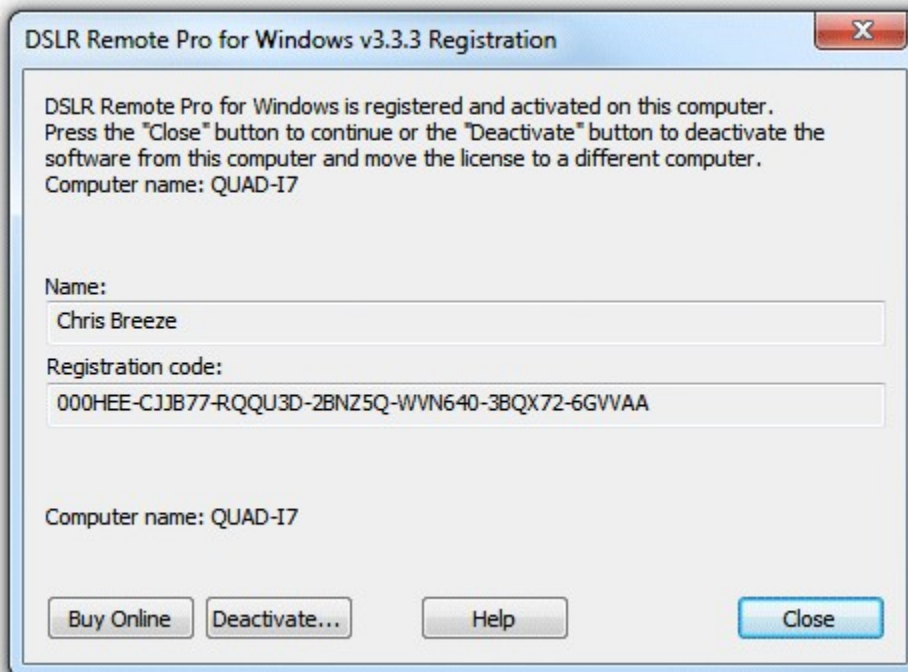 DSLR Remote Pro for Windows v3.3.3 Registration
DSLR Remote Pro for Windows is registered and activated on this computer.
Press the "Close" button to continue or the "Deactivate" button to deactivate the
software from this computer and move the license to a different computer.
Computer name: QUAD-I7
Name:
Chris Breeze
Registration code:
000HEE-CJJB77-RQQU3D-2BNZ5Q-WVN640-3BQX72-6GVVAA
Computer name: QUAD-I7
Buy Online Deactivate... Help Close